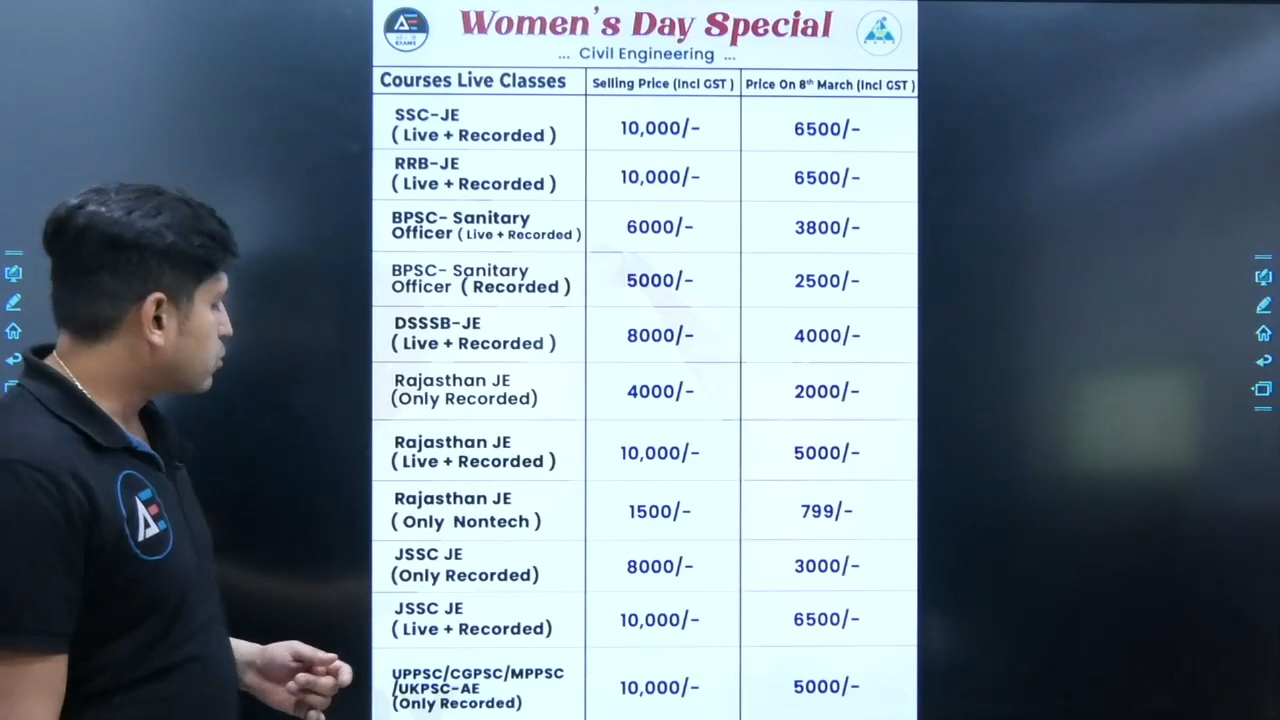 Women's Day Special
... Civil Engineering ...
Courses Live Classes Selling Price (Incl GST ) Price On 8th March (Incl GST )
SSC-JE
( Live + Recorded ) 10,000/- 6500/-
RRB-JE
( Live + Recorded ) 10,000/- 6500/-
BPSC- Sanitary
Officer ( Live + Recorded ) 6000/- 3800/-
BPSC- Sanitary
Officer ( Recorded ) 5000/- 2500/-
DSSSB-JE
( Live + Recorded ) 8000/- 4000/-
Rajasthan JE
(Only Recorded) 4000/- 2000/-
Rajasthan JE
( Live + Recorded ) 10,000/- 5000/-
Rajasthan JE
( Only Nontech ) 1500/- 799/-
JSSC JE
(Only Recorded) 8000/- 3000/-
JSSC JE
( Live + Recorded) 10,000/- 6500/-
UPPSC/CGPSC/MPPSC
/UKPSC-AE
(Only Recorded) 10,000/- 5000/-
AE
EXAMS
AE